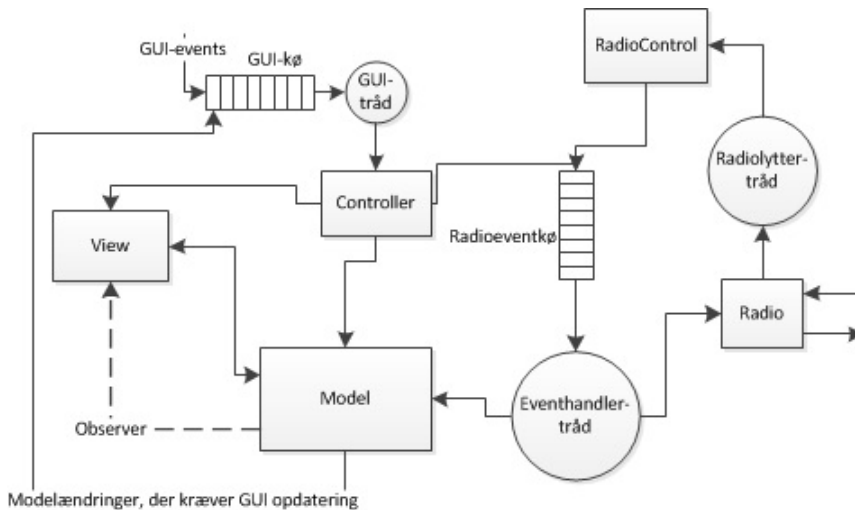 GUI-events
GUI-kø
GUI-
tråd
RadioControl
Radiolytter-
tråd
Controller
View
Radioeventkø
Radio
Model
Eventhandler-
tråd
Observer
Modelændringer, der kræver GUI opdatering